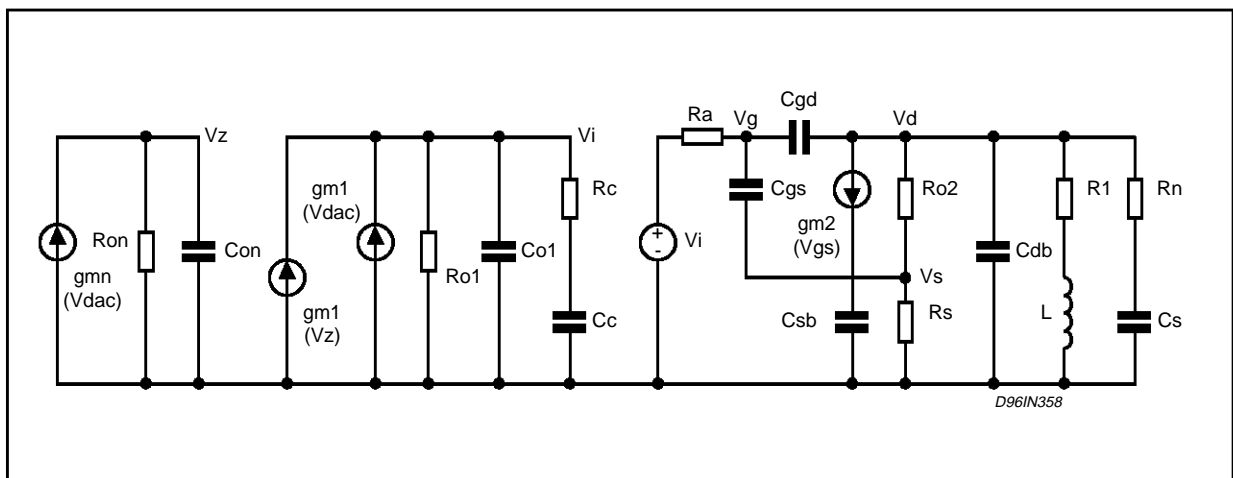 Cgd
Ra
Vg
Vd
Vz
Vi
Rc
gm1
(Vdac)
Cgs
Ro2
R1
Rn
gm2
(Vgs)
Ron
Con
gmn
(Vdac)
Ro1
Co1
Vi
Cdb
Vs
gm1
(Vz)
Cc
Csb
Rs
L
Cs
D96IN358